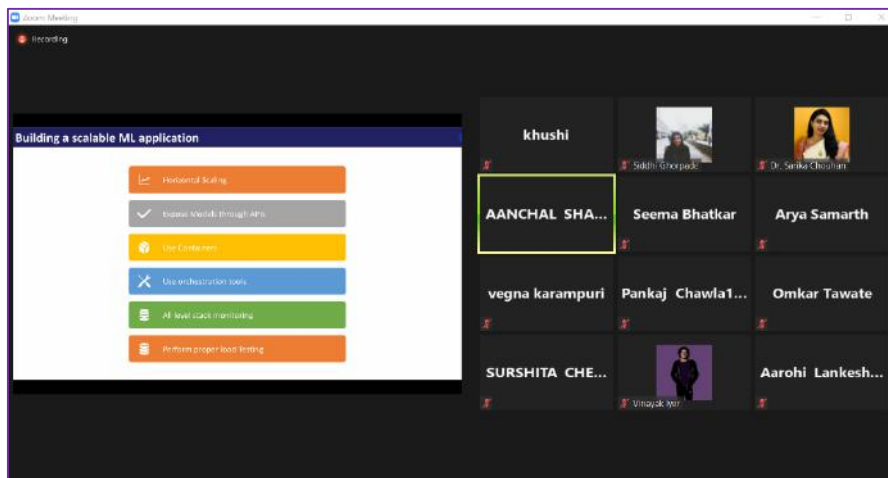 Zoom Meeting
Recording
Building a scalable ML application
Horizontal Scaling
Expose Models through APIs
Use Containers
Use orchestration tools
All level stack monitoring
Perform proper load Testing
khushi
Siddhi Ghorpade
Dr. Sarika Chouhan
AANCHAL SHA...
Seema Bhatkar
Arya Samarth
vegna karampuri
Pankaj Chawla1...
Omkar Tawate
SURSHITA CHE...
Vinayak Iyer
Aarohi Lankesh...